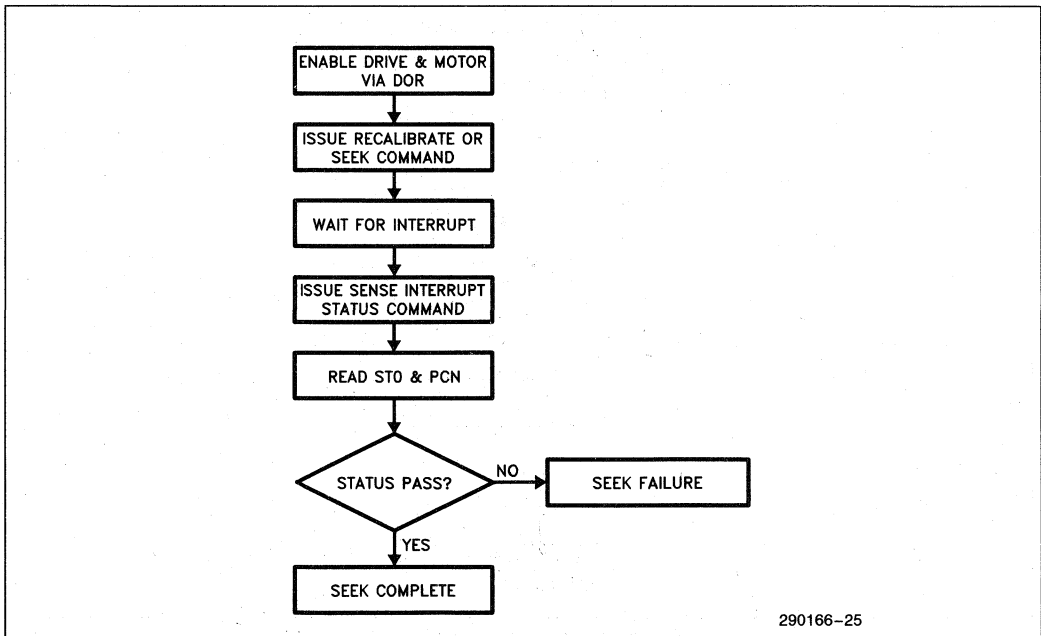 ENABLE DRIVE & MOTOR
VIA DOR
ISSUE RECALIBRATE OR
SEEK COMMAND
WAIT FOR INTERRUPT
ISSUE SENSE INTERRUPT
STATUS COMMAND
READ ST0 & PCN
STATUS PASS?
NO
SEEK FAILURE
YES
SEEK COMPLETE
290166–25